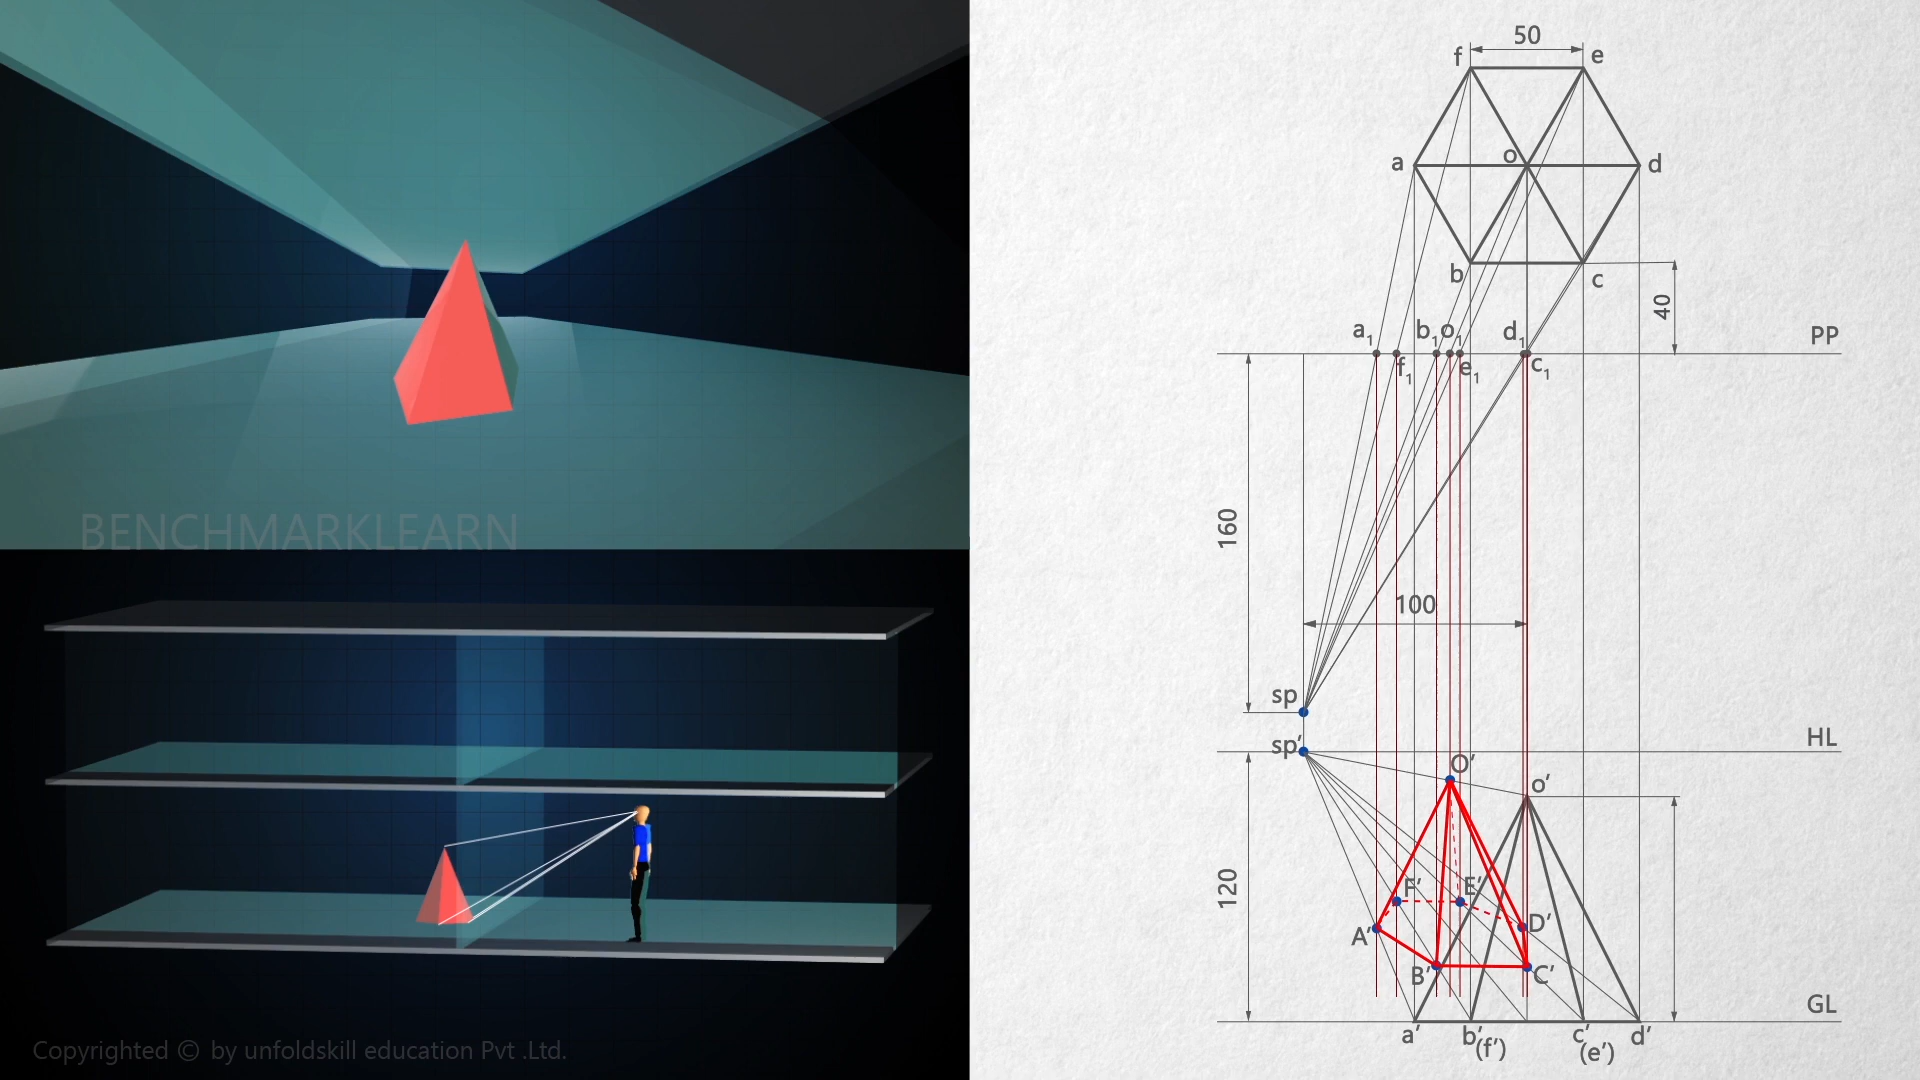 50
f
e
a
o
d
b
c
40
a₁
b₁
o₁
d₁
PP
f₁
e₁
c₁
160
100
BENCHMARKLEARN
sp
sp′
HL
O′
o′
120
F′
E′
A′
D′
B′
C′
GL
a′
b′
(f′)
c′
(e′)
d′
Copyrighted © by unfoldskill education Pvt .Ltd.